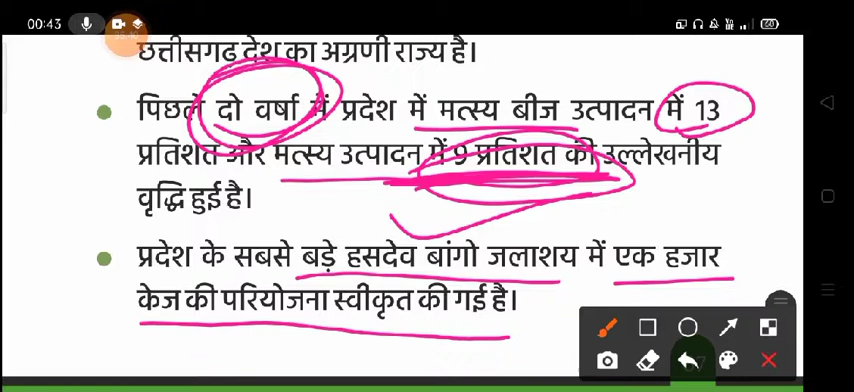 00:43
60
छत्तीसगढ़ देश का अग्रणी राज्य है।
पिछले दो वर्षों में प्रदेश में मत्स्य बीज उत्पादन में 13
प्रतिशत और मत्स्य उत्पादन में 9 प्रतिशत की उल्लेखनीय
वृद्धि हुई है।
प्रदेश के सबसे बड़े हसदेव बांगो जलाशय में एक हजार
केज की परियोजना स्वीकृत की गई है।